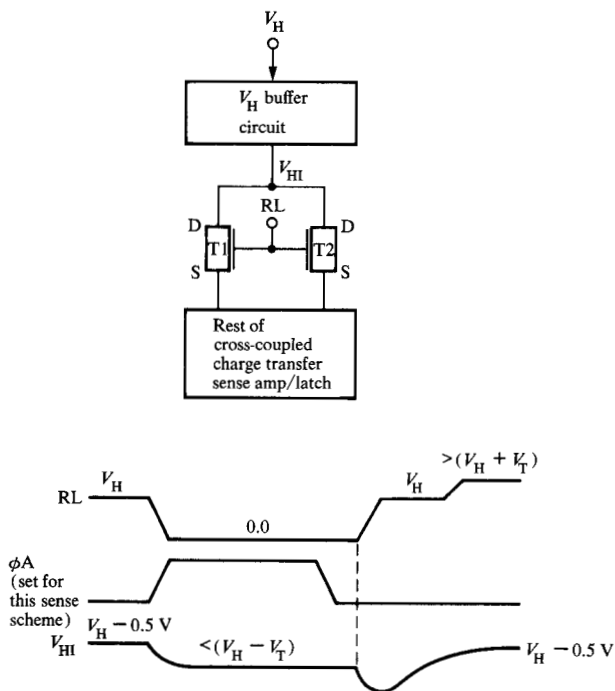 V_H
V_H buffer
circuit
V_HI
RL
D
D
T1
T2
S
S
Rest of
cross-coupled
charge transfer
sense amp/latch
>(V_H + V_T)
V_H
V_H
RL
0.0
φA
(set for
this sense
scheme)
V_H − 0.5 V
V_HI
<(V_H − V_T)
V_H − 0.5 V